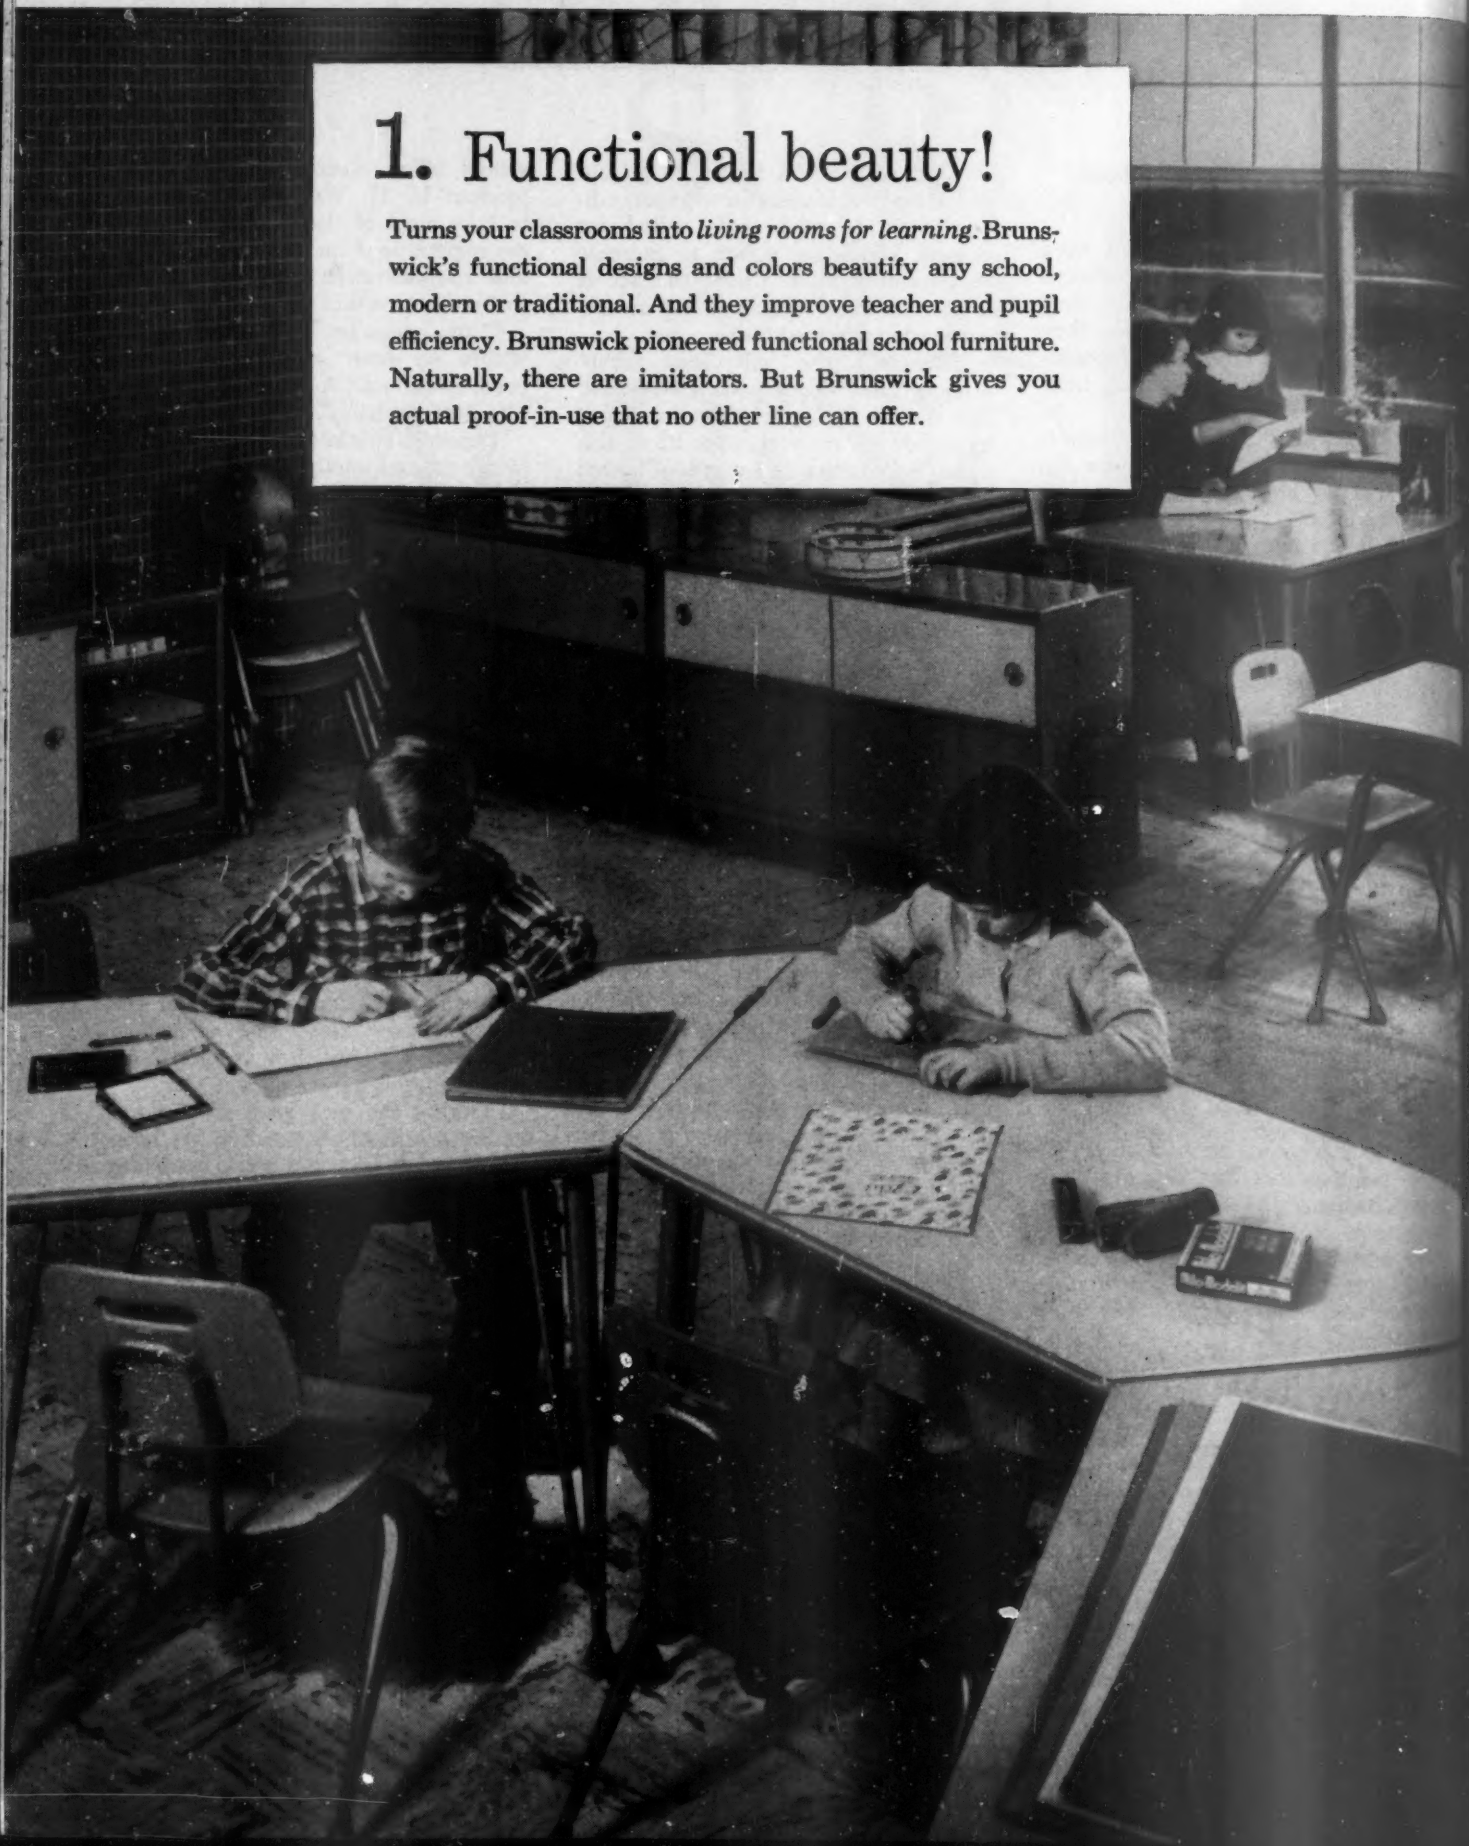 1. Functional beauty!
Turns your classrooms into living rooms for learning. Bruns-
wick's functional designs and colors beautify any school,
modern or traditional. And they improve teacher and pupil
efficiency. Brunswick pioneered functional school furniture.
Naturally, there are imitators. But Brunswick gives you
actual proof-in-use that no other line can offer.